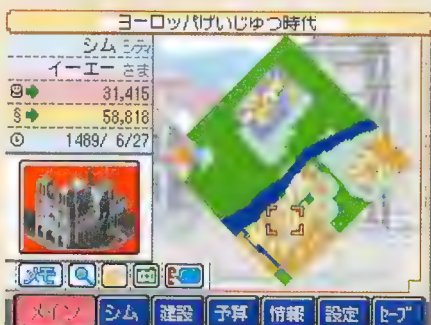 ヨーロッパげいじゅつ時代
シム シティ
イーエー さま
31,415
§ 58,818
1489/ 6/27
メモ
メイン シム 建設 予算 情報 設定 セーブ